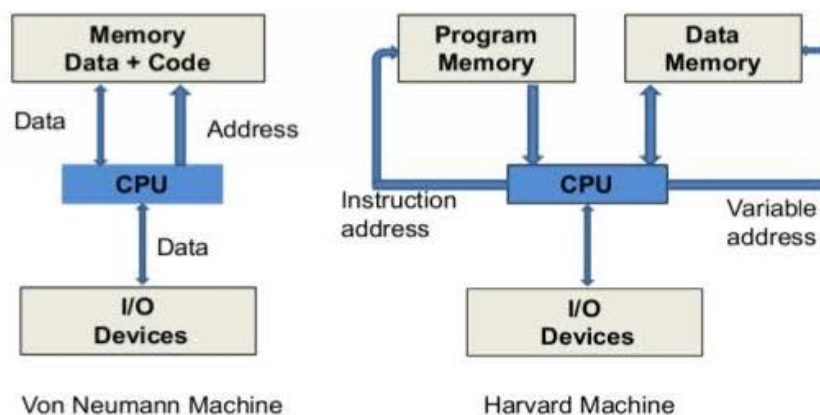 Memory
Data + Code
Data
Address
CPU
Data
I/O
Devices
Von Neumann Machine
Program
Memory
Data
Memory
CPU
Instruction
address
Variable
address
I/O
Devices
Harvard Machine